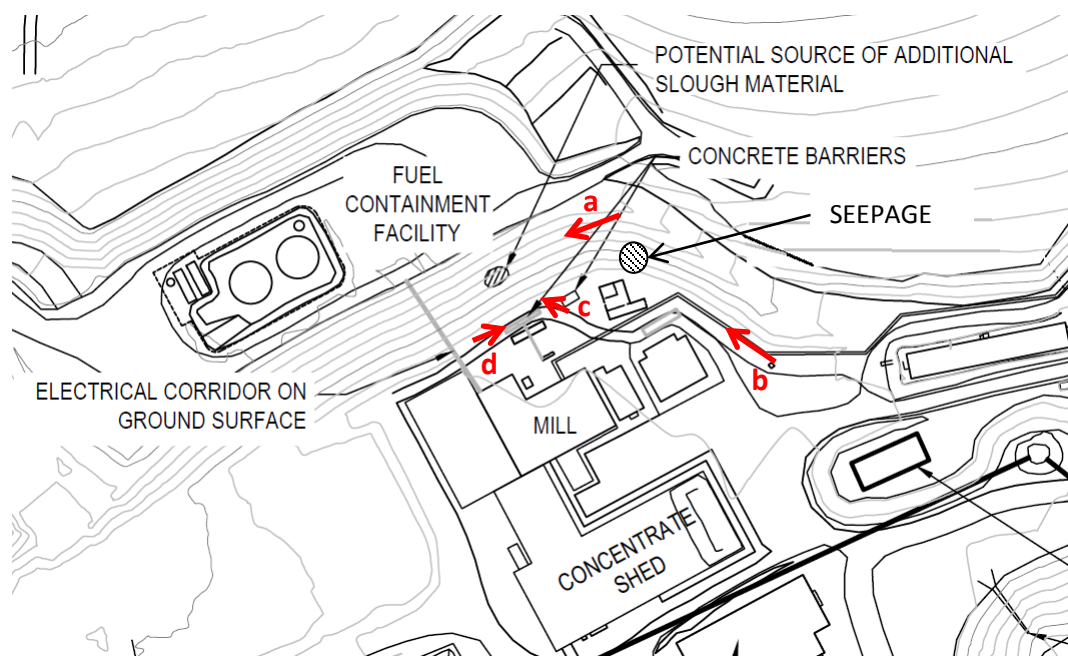 POTENTIAL SOURCE OF ADDITIONAL
SLOUGH MATERIAL
CONCRETE BARRIERS
FUEL
CONTAINMENT
FACILITY
a
SEEPAGE
c
d
b
ELECTRICAL CORRIDOR ON
GROUND SURFACE
MILL
CONCENTRATE
SHED